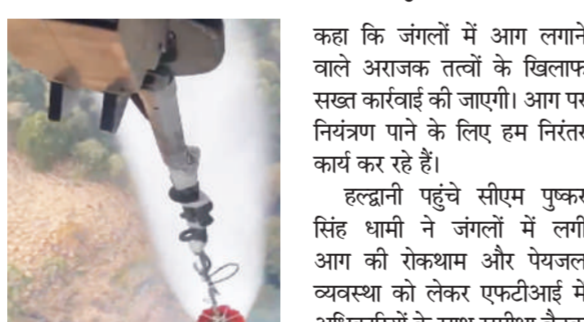 कहा कि जंगलों में आग लगाने
वाले अराजक तत्वों के खिलाफ
सख्त कार्रवाई की जाएगी। आग पर
नियंत्रण पाने के लिए हम निरंतर
कार्य कर रहे हैं।
हल्द्वानी पहुंचे सीएम पुष्कर
सिंह धामी ने जंगलों में लगी
आग की रोकथाम और पेयजल
व्यवस्था को लेकर एफटीआई में